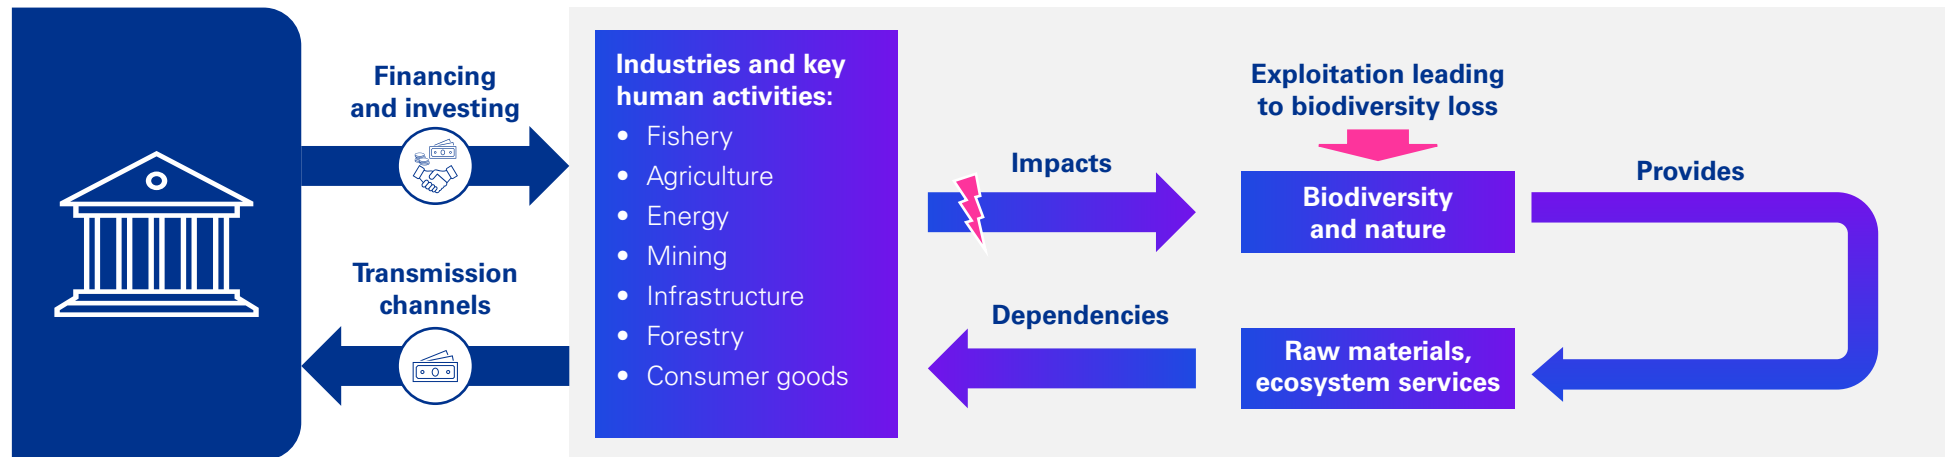 Financing
and investing
Transmission
channels
Industries and key
human activities:
• Fishery
• Agriculture
• Energy
• Mining
• Infrastructure
• Forestry
• Consumer goods
Impacts
Dependencies
Exploitation leading
to biodiversity loss
Biodiversity
and nature
Provides
Raw materials,
ecosystem services